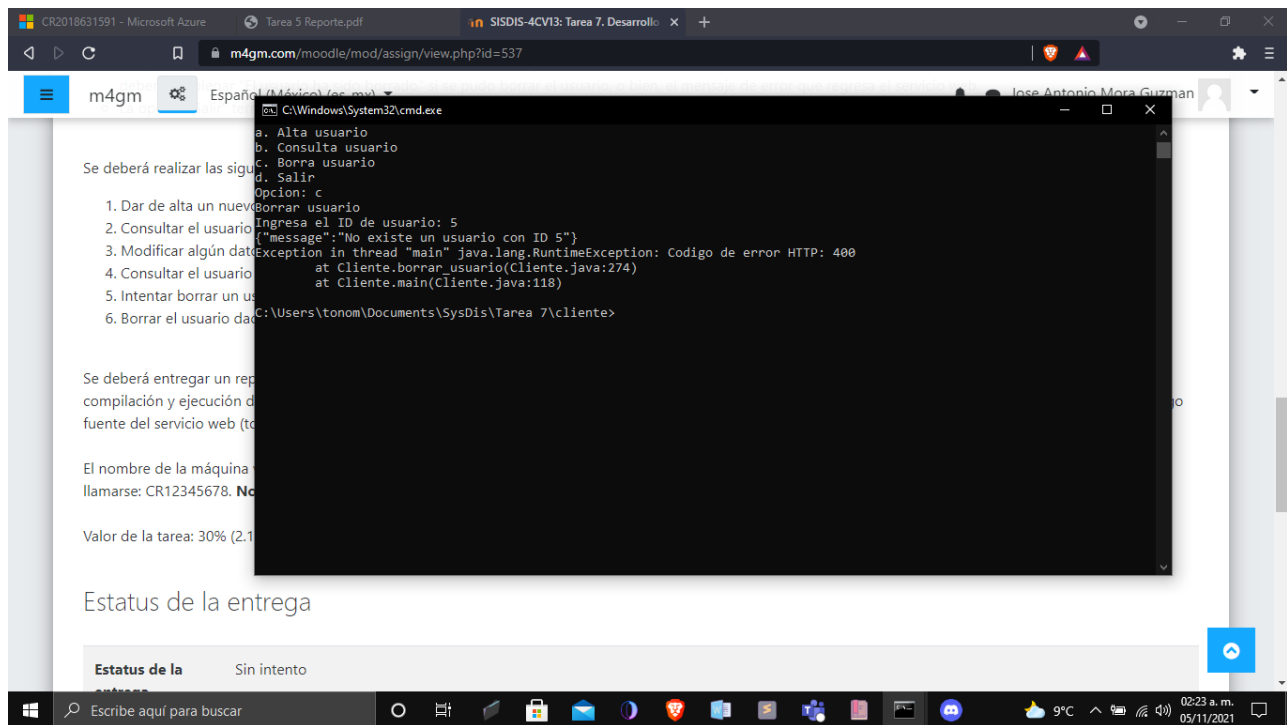 CR2018631591 - Microsoft Azure
Tarea 5 Reporte.pdf
SISDIS-4CV13: Tarea 7. Desarrollo
m4gm.com/moodle/mod/assign/view.php?id=537
m4gm
Español (México) (es_mx)
Jose Antonio Mora Guzman
Se deberá realizar las sigu
1. Dar de alta un nuev
2. Consultar el usuario
3. Modificar algún dat
4. Consultar el usuario
5. Intentar borrar un us
6. Borrar el usuario dad
Se deberá entregar un rep
compilación y ejecución d
fuente del servicio web (to
El nombre de la máquina
llamarse: CR12345678. No
Valor de la tarea: 30% (2.1
C:\Windows\System32\cmd.exe
a. Alta usuario
b. Consulta usuario
c. Borra usuario
d. Salir
Opcion: c
Borrar usuario
Ingresa el ID de usuario: 5
{"message":"No existe un usuario con ID 5"}
Exception in thread "main" java.lang.RuntimeException: Codigo de error HTTP: 400
at Cliente.borrar_usuario(Cliente.java:274)
at Cliente.main(Cliente.java:118)
C:\Users\tonom\Documents\SysDis\Tarea 7\cliente>
Estatus de la entrega
Estatus de la
Sin intento
Escribe aquí para buscar
9°C
02:23 a. m.
05/11/2021